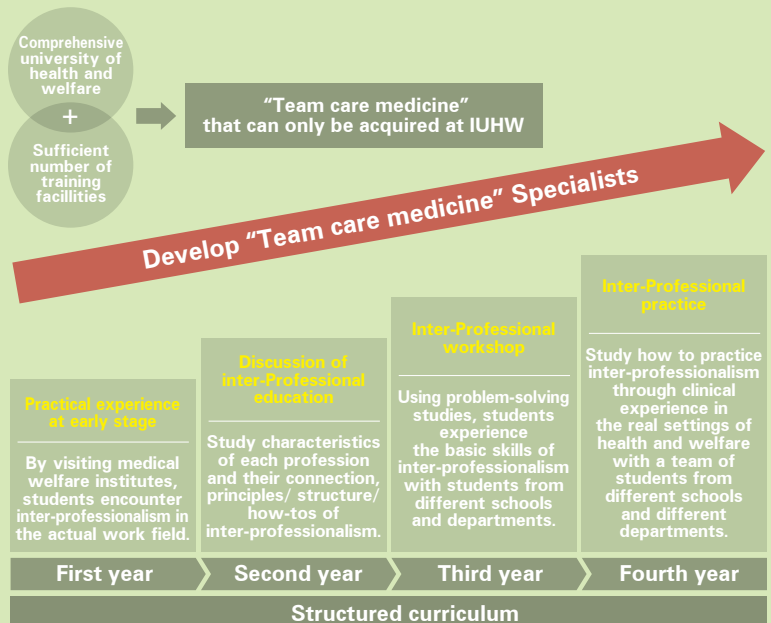 Comprehensive
university of
health and
welfare
+
Sufficient
number of
training
facillities
“Team care medicine”
that can only be acquired at IUHW
Develop “Team care medicine” Specialists
Practical experience
at early stage
By visiting medical
welfare institutes,
students encounter
inter-professionalism in
the actual work field.
Discussion of
inter-Professional
education
Study characteristics
of each profession
and their connection,
principles/ structure/
how-tos of
inter-professionalism.
Inter-Professional
workshop
Using problem-solving
studies, students
experience
the basic skills of
inter-professionalism
with students from
different schools
and departments.
Inter-Professional
practice
Study how to practice
inter-professionalism
through clinical
experience in
the real settings of
health and welfare
with a team of
students from
different schools
and different
departments.
First year
Second year
Third year
Fourth year
Structured curriculum